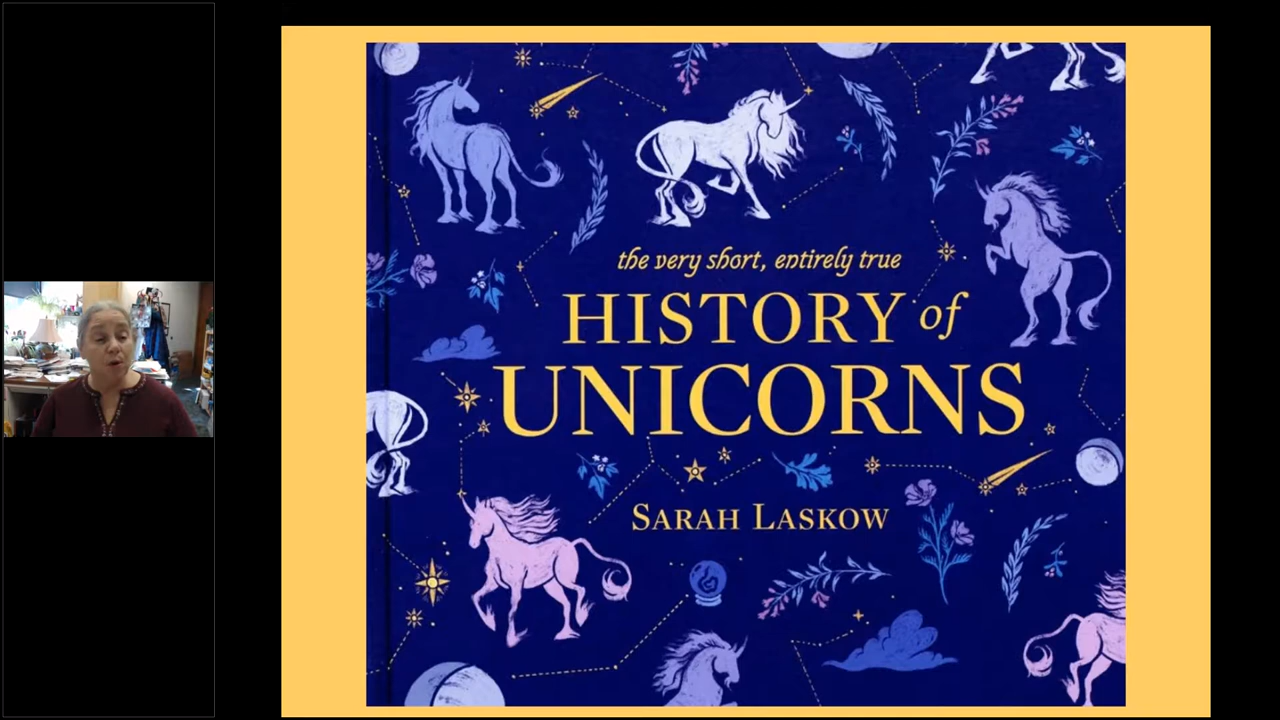 the very short, entirely true
HISTORY of
UNICORNS
SARAH LASKOW